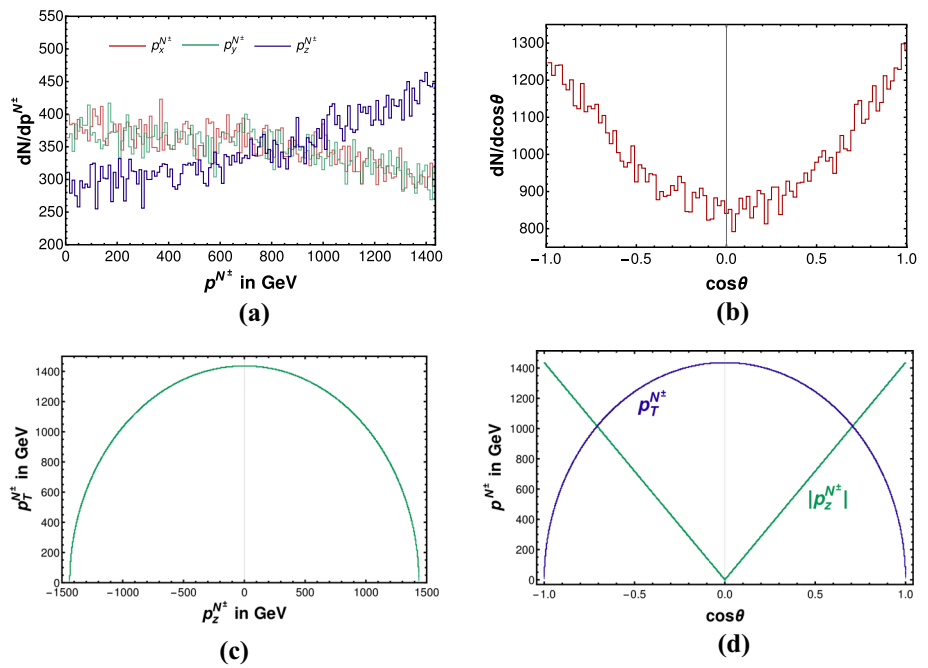 550
500
450
400
350
300
250
200
dN/dp^{N^±}
p_x^{N^±} p_y^{N^±} p_z^{N^±}
0 200 400 600 800 1000 1200 1400
p^{N^±} in GeV
(a)
1300
1200
1100
1000
900
800
dN/dcosθ
−1.0 −0.5 0.0 0.5 1.0
cosθ
(b)
1400
1200
1000
800
600
400
200
0
p_T^{N^±} in GeV
−1500 −1000 −500 0 500 1000 1500
p_z^{N^±} in GeV
(c)
1400
1200
1000
800
600
400
200
0
p^{N^±} in GeV
p_T^{N^±}
|p_z^{N^±}|
−1.0 −0.5 0.0 0.5 1.0
cosθ
(d)